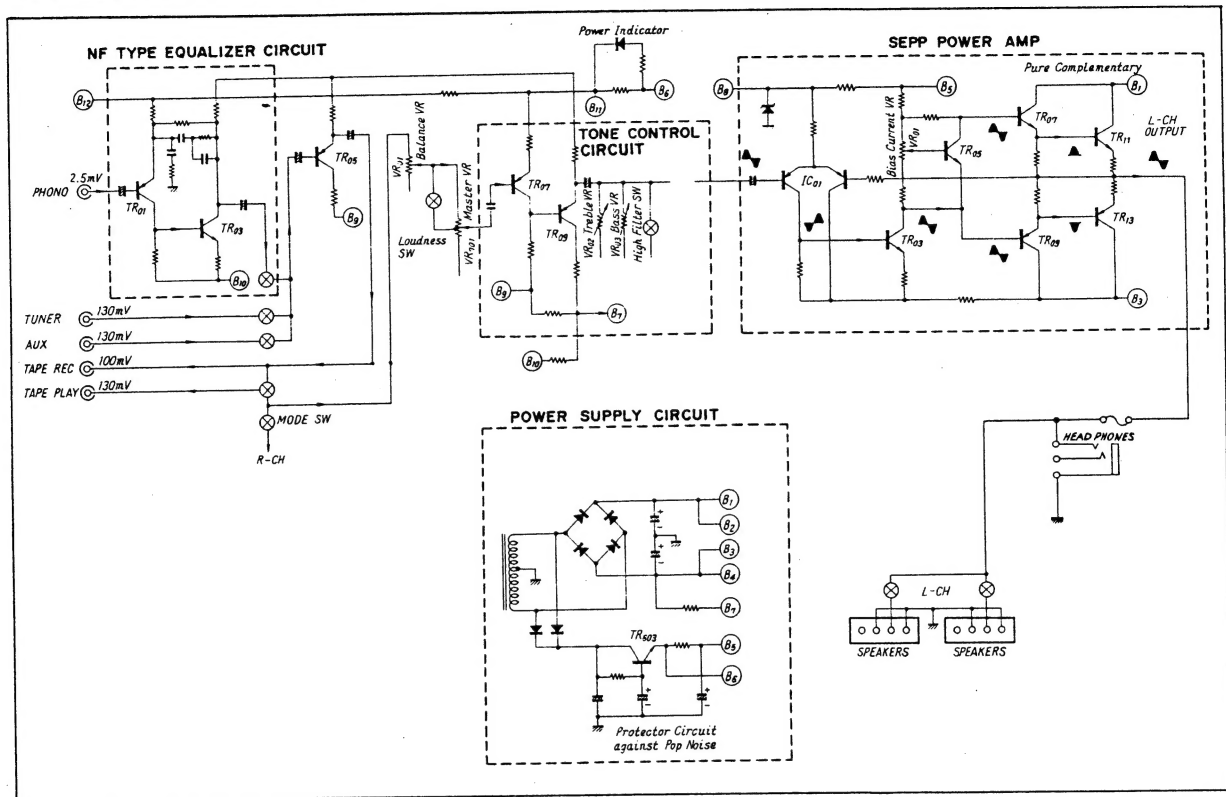 NF TYPE EQUALIZER CIRCUIT
B12
2.5mV
PHONO
TR01
TR03
B10
TR05
B9
TUNER
130mV
AUX
130mV
TAPE REC
100mV
TAPE PLAY
130mV
MODE SW
R-CH
Power Indicator
B11
B6
VR01
Balance VR
Loudness SW
Master VR
VR101
TONE CONTROL CIRCUIT
TR07
TR09
VR02 Treble VR
VR03 Bass VR
High Filter SW
B9
B7
B10
SEPP POWER AMP
Pure Complementary
B8
B5
B1
Bias Current VR
VR01
TR05
TR07
TR11
L-CH
OUTPUT
IC01
TR03
TR09
TR13
B3
POWER SUPPLY CIRCUIT
B1
+
-
B2
+
-
B3
B4
B7
TR503
B5
B6
+
-
+
-
Protector Circuit
against Pop Noise
HEAD PHONES
L-CH
SPEAKERS
SPEAKERS